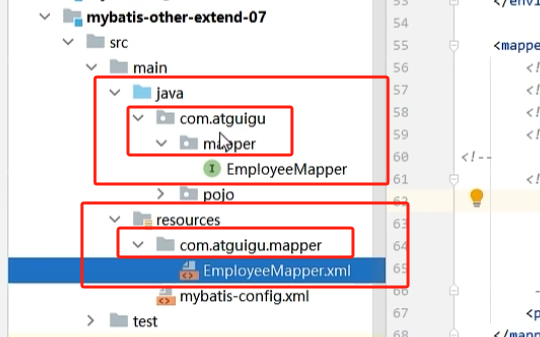 mybatis-other-extend-07
src
main
java
com.atguigu
mapper
EmployeeMapper
pojo
resources
com.atguigu.mapper
EmployeeMapper.xml
mybatis-config.xml
test
54
55 <mappe
56 <!
57 <!
58 <!
59 <!
60 <!--
61 <!
62
63
64
65
66
67 <p
68 </mapp